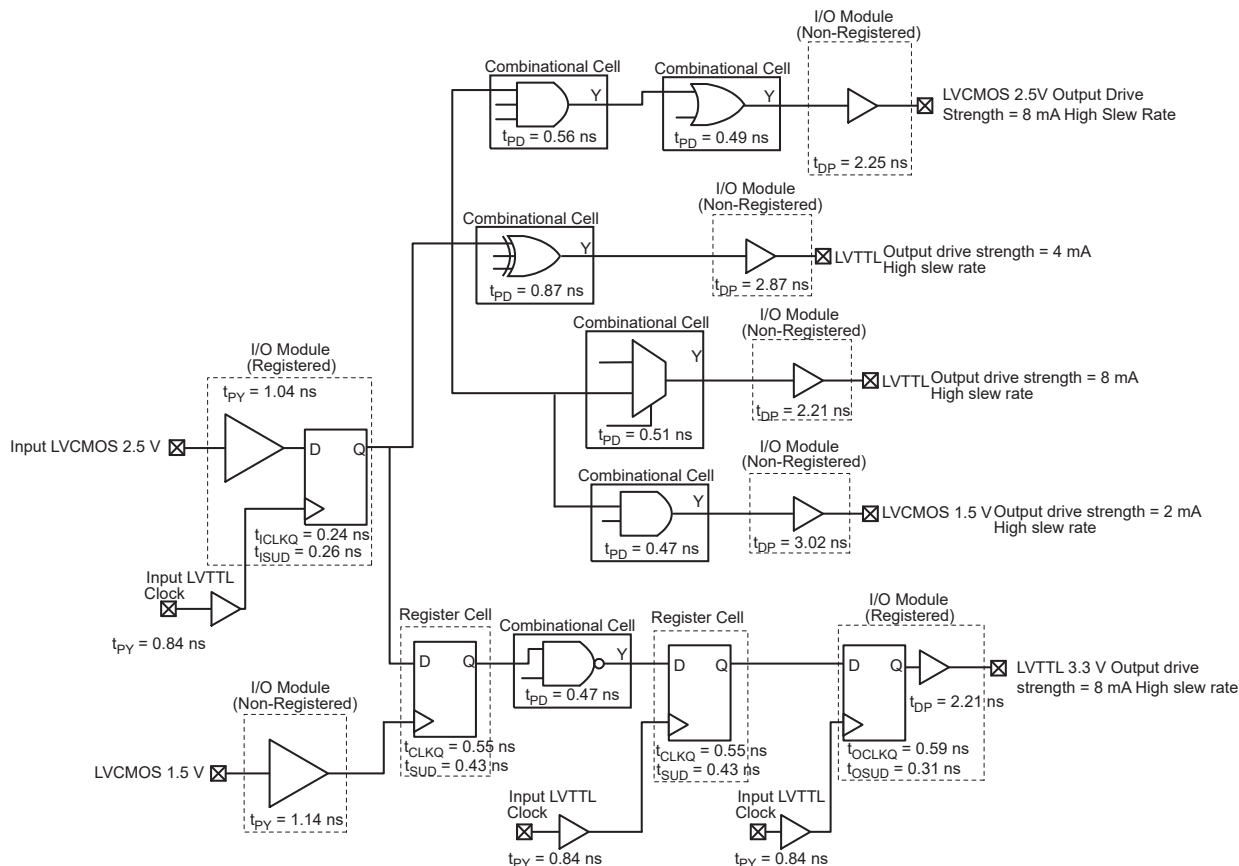 I/O Module
(Non-Registered)
Combinational Cell
Y
tPD = 0.56 ns
Combinational Cell
Y
tPD = 0.49 ns
tDP = 2.25 ns
LVCMOS 2.5V Output Drive
Strength = 8 mA High Slew Rate
I/O Module
(Non-Registered)
Combinational Cell
Y
tPD = 0.87 ns
tDP = 2.87 ns
LVTTL Output drive strength = 4 mA
High slew rate
Combinational Cell
Y
tPD = 0.51 ns
I/O Module
(Non-Registered)
tDP = 2.21 ns
LVTTL Output drive strength = 8 mA
High slew rate
I/O Module
(Registered)
tPY = 1.04 ns
Input LVCMOS 2.5 V
D
Q
tICLKQ = 0.24 ns
tISUD = 0.26 ns
Input LVTTL
Clock
tPY = 0.84 ns
Combinational Cell
Y
tPD = 0.47 ns
I/O Module
(Non-Registered)
tDP = 3.02 ns
LVCMOS 1.5 V Output drive strength = 2 mA
High slew rate
Register Cell
D
Q
tCLKQ = 0.55 ns
tSUD = 0.43 ns
Combinational Cell
Y
tPD = 0.47 ns
Register Cell
D
Q
tCLKQ = 0.55 ns
tSUD = 0.43 ns
I/O Module
(Registered)
D
Q
tDP = 2.21 ns
tOCLKQ = 0.59 ns
tOSUD = 0.31 ns
LVTTL 3.3 V Output drive
strength = 8 mA High slew rate
I/O Module
(Non-Registered)
LVCMOS 1.5 V
tPY = 1.14 ns
Input LVTTL
Clock
tPY = 0.84 ns
Input LVTTL
Clock
tPY = 0.84 ns